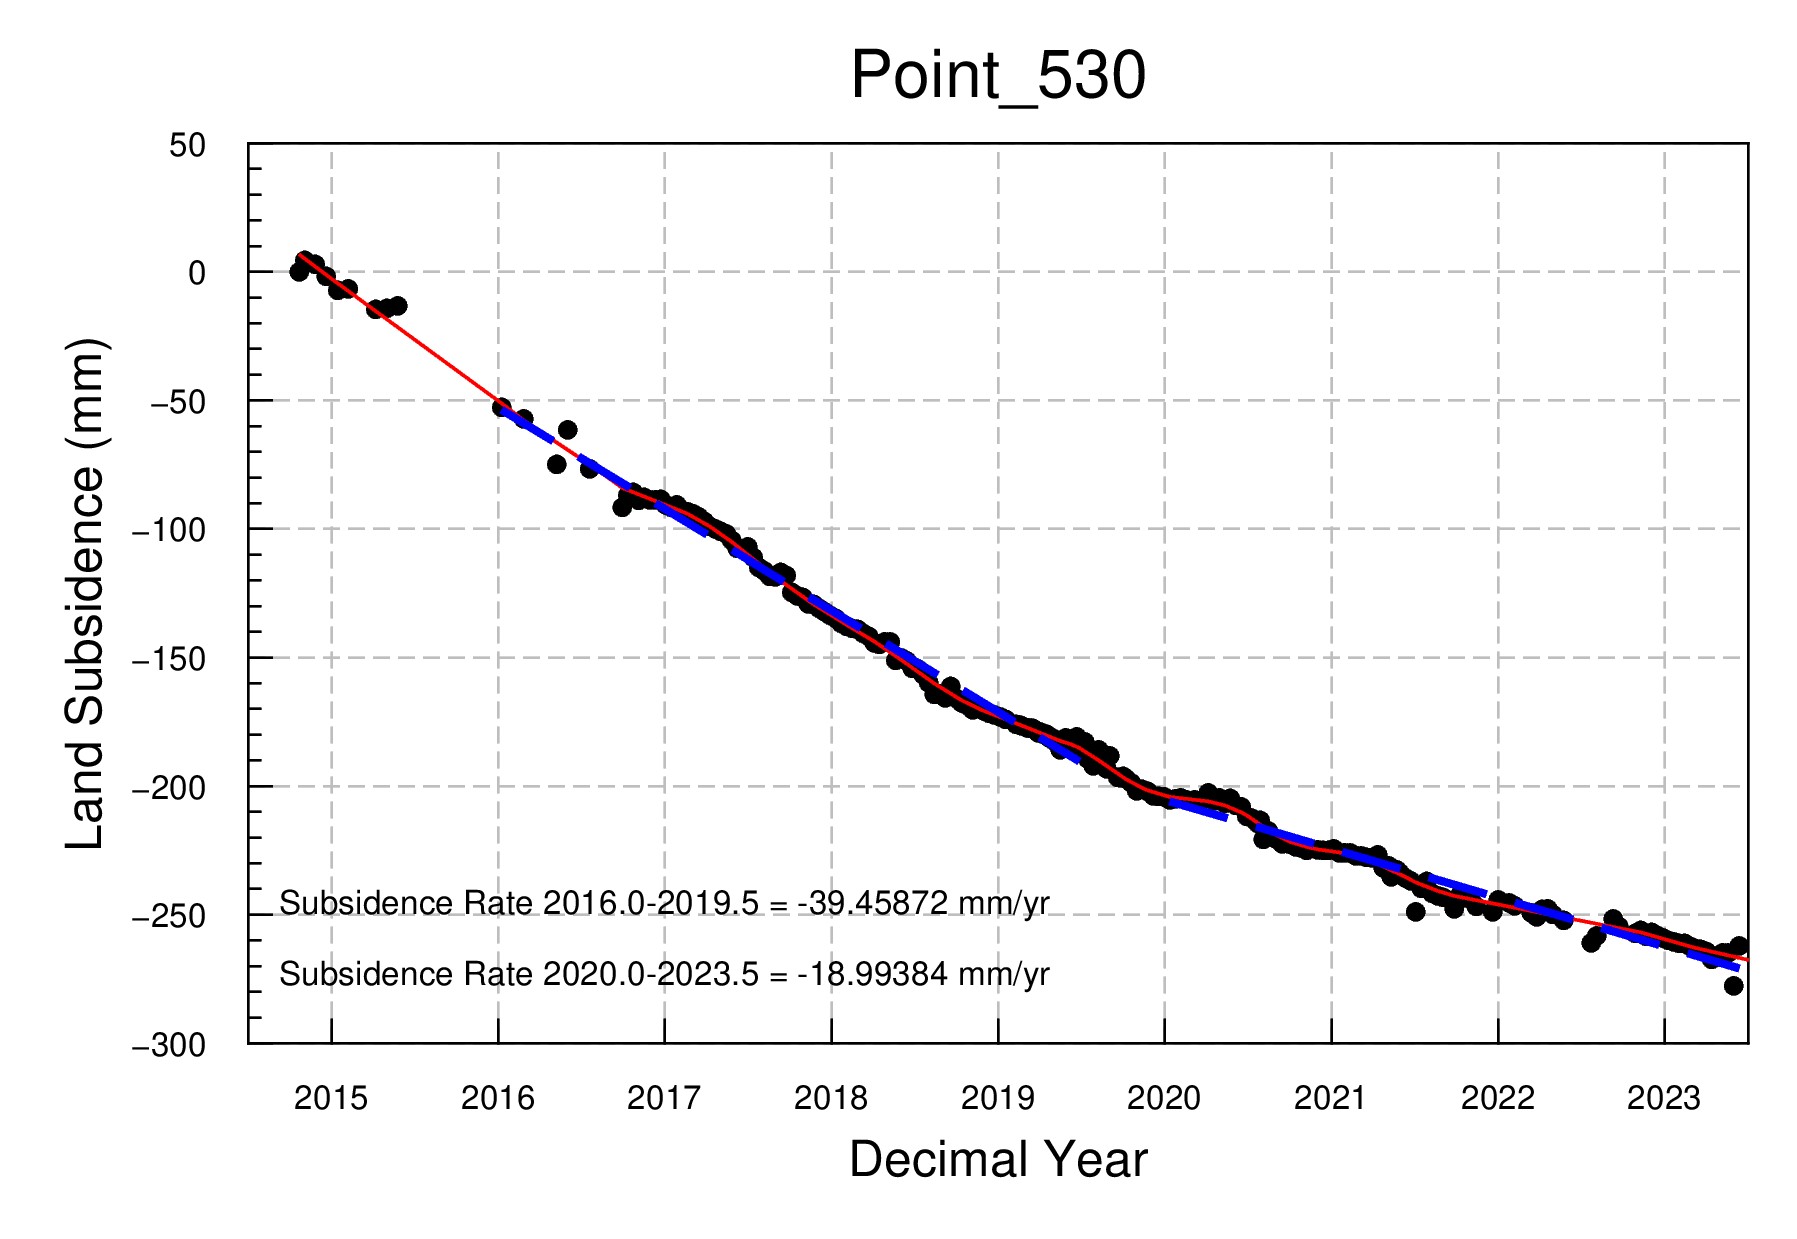 Point_530
50
0
−50
−100
−150
−200
−250
−300
Land Subsidence (mm)
Subsidence Rate 2016.0-2019.5 = -39.45872 mm/yr
Subsidence Rate 2020.0-2023.5 = -18.99384 mm/yr
2015 2016 2017 2018 2019 2020 2021 2022 2023
Decimal Year